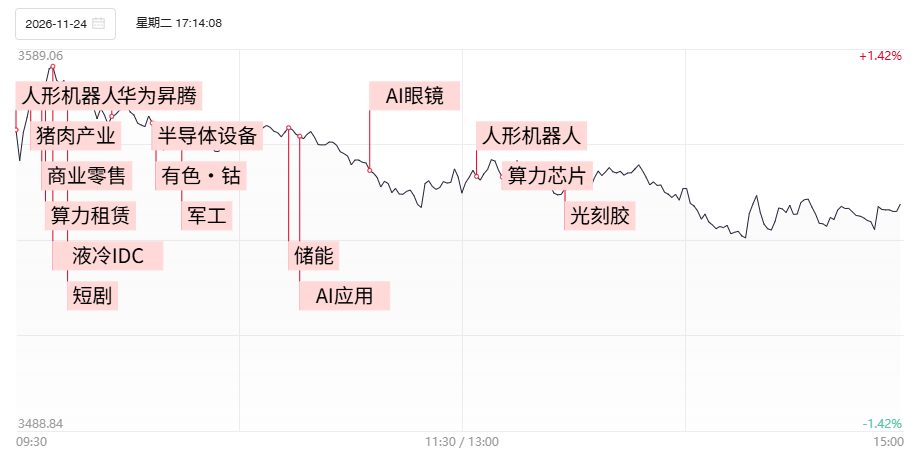 2026-11-24 星期二 17:14:08
3589.06 +1.42%
人形机器人 华为昇腾 AI眼镜
猪肉产业 半导体设备 人形机器人
商业零售 有色·钴 算力芯片
算力租赁 军工 光刻胶
液冷IDC 储能
短剧 AI应用
3488.84 -1.42%
09:30 11:30 / 13:00 15:00